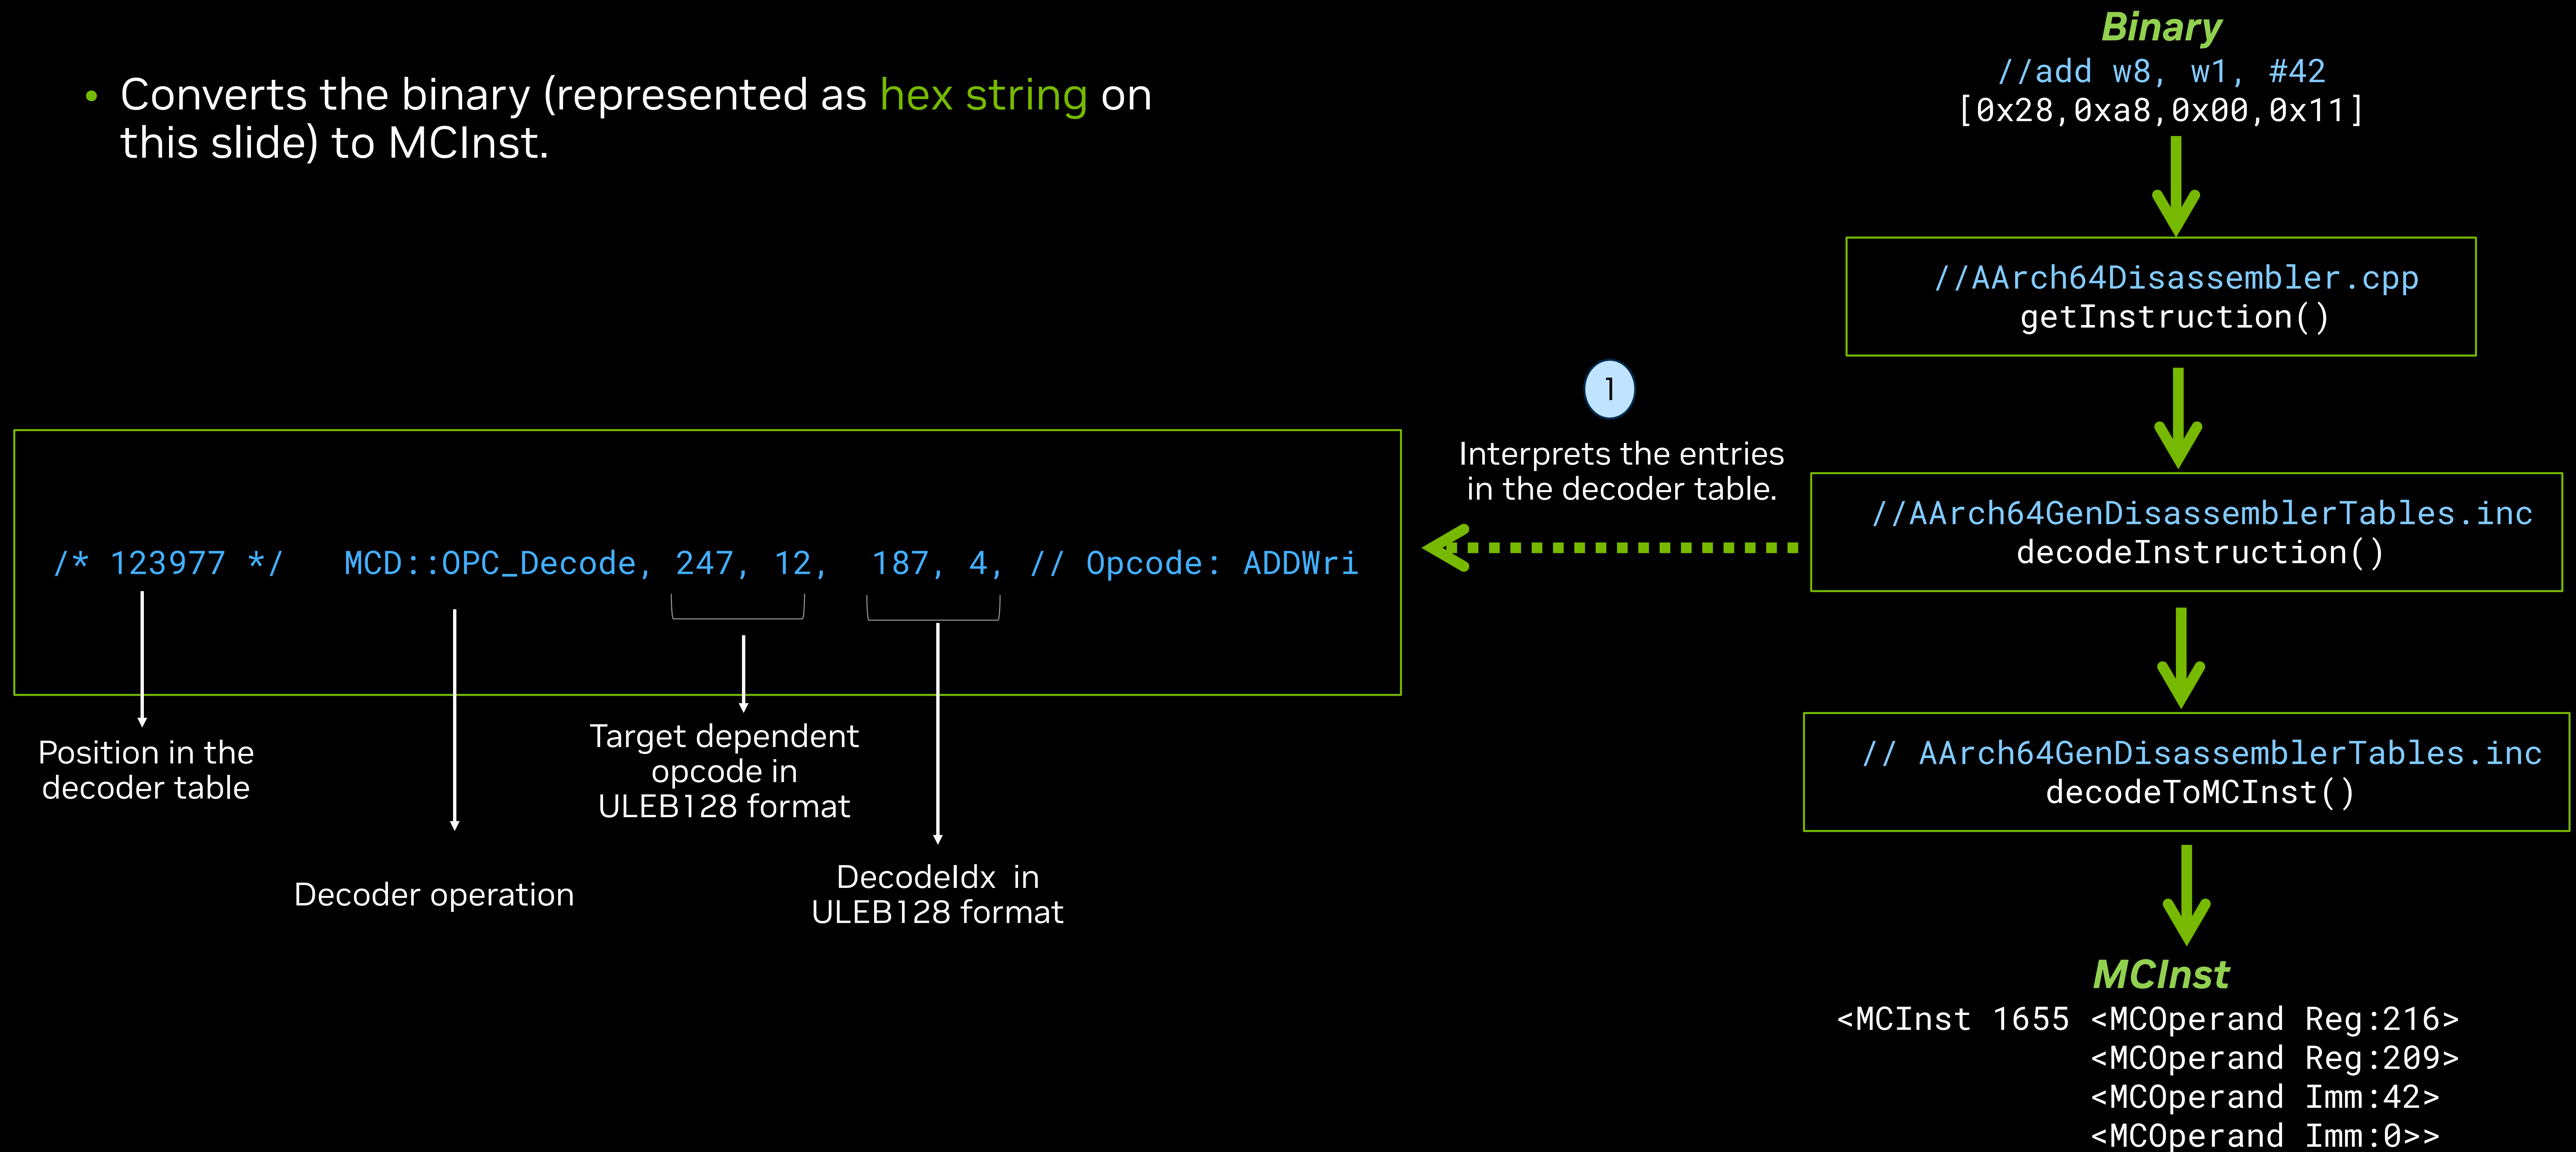 • Converts the binary (represented as hex string on
this slide) to MCInst.
Binary
//add w8, w1, #42
[0x28,0xa8,0x00,0x11]
//AArch64Disassembler.cpp
getInstruction()
1
Interprets the entries
in the decoder table.
//AArch64GenDisassemblerTables.inc
decodeInstruction()
/* 123977 */ MCD::OPC_Decode, 247, 12, 187, 4, // Opcode: ADDWri
Position in the
decoder table
Decoder operation
Target dependent
opcode in
ULEB128 format
DecodeIdx in
ULEB128 format
// AArch64GenDisassemblerTables.inc
decodeToMCInst()
MCInst
<MCInst 1655 <MCOperand Reg:216>
<MCOperand Reg:209>
<MCOperand Imm:42>
<MCOperand Imm:0>>